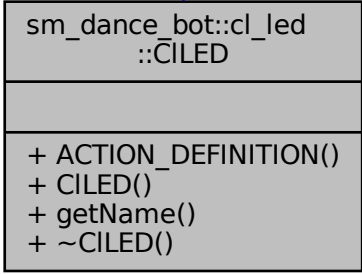 sm_dance_bot::cl_led
::ClLED
+ ACTION_DEFINITION()
+ ClLED()
+ getName()
+ ~ClLED()